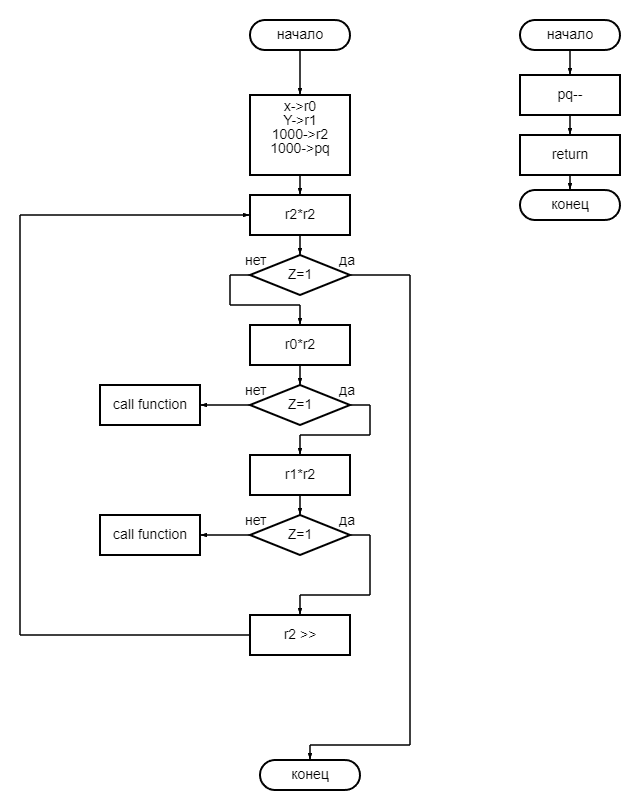 начало
x->r0
Y->r1
1000->r2
1000->pq
r2*r2
нет
да
Z=1
r0*r2
нет
да
Z=1
call function
r1*r2
нет
да
Z=1
call function
r2 >>
конец
начало
pq--
return
конец